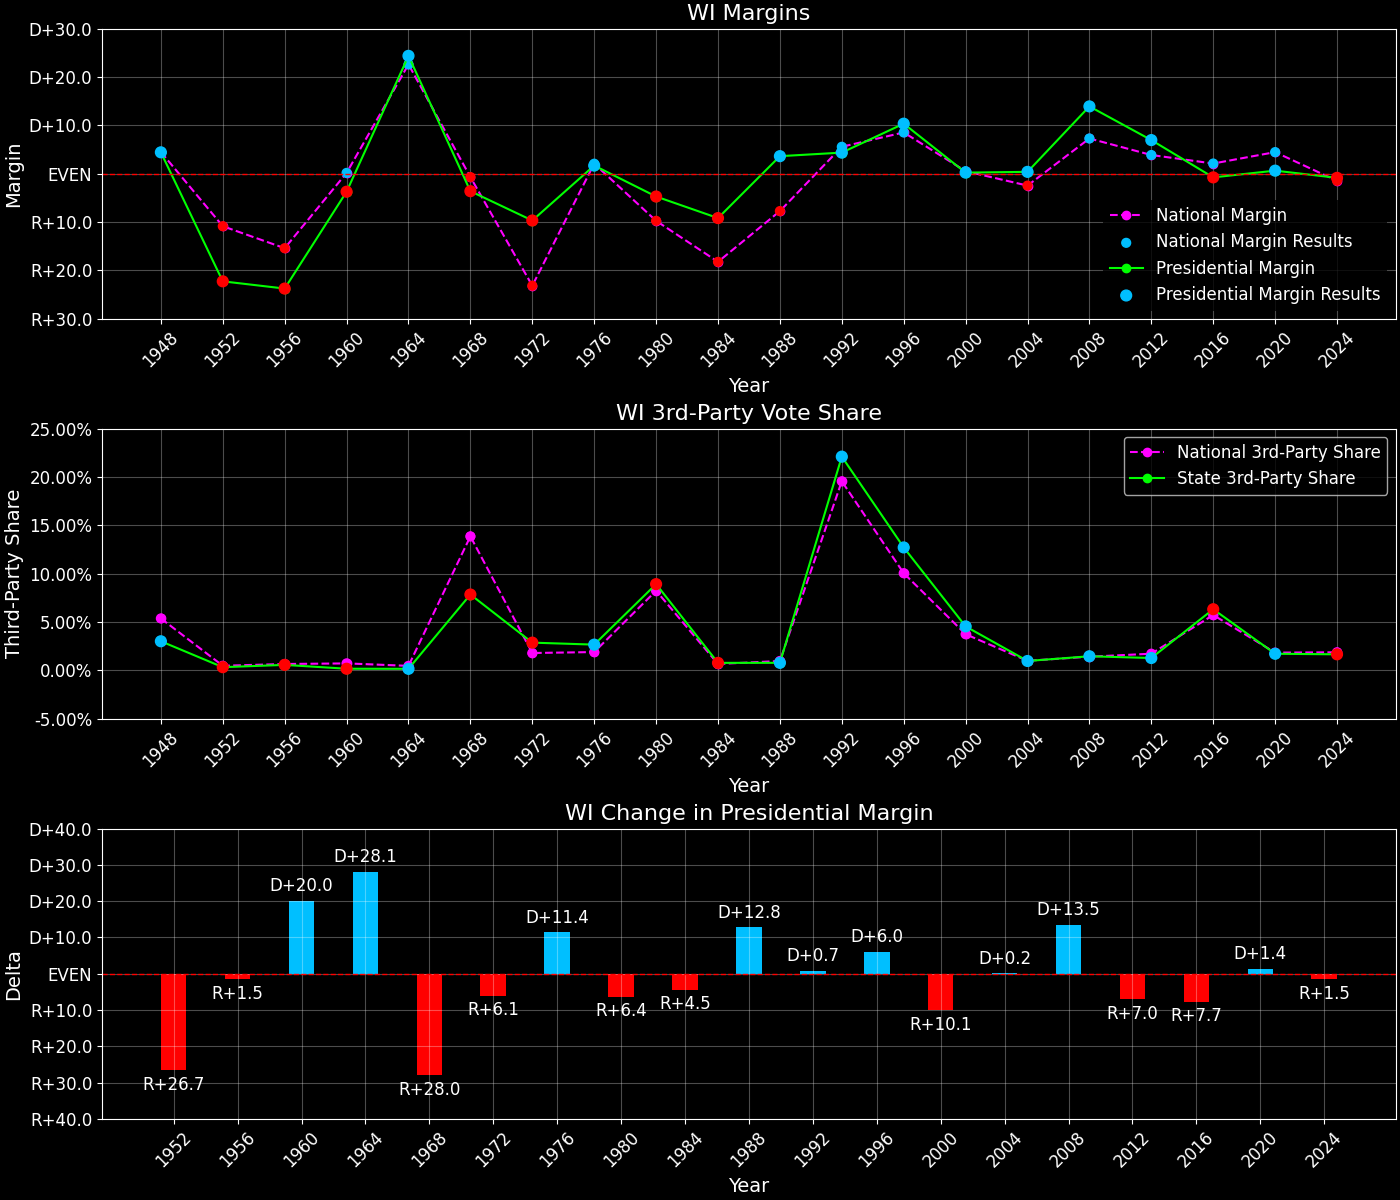 WI Margins
D+30.0
D+20.0
D+10.0
EVEN
R+10.0
R+20.0
R+30.0
Margin
National Margin
National Margin Results
Presidential Margin
Presidential Margin Results
1948 1952 1956 1960 1964 1968 1972 1976 1980 1984 1988 1992 1996 2000 2004 2008 2012 2016 2020 2024
Year
WI 3rd-Party Vote Share
25.00%
20.00%
15.00%
10.00%
5.00%
0.00%
-5.00%
Third-Party Share
National 3rd-Party Share
State 3rd-Party Share
1948 1952 1956 1960 1964 1968 1972 1976 1980 1984 1988 1992 1996 2000 2004 2008 2012 2016 2020 2024
Year
WI Change in Presidential Margin
D+40.0
D+30.0
D+20.0
D+10.0
EVEN
R+10.0
R+20.0
R+30.0
R+40.0
Delta
R+26.7
R+1.5
D+20.0
D+28.1
R+28.0
R+6.1
D+11.4
R+6.4
R+4.5
D+12.8
D+0.7
D+6.0
R+10.1
D+0.2
D+13.5
R+7.0
R+7.7
D+1.4
R+1.5
1952 1956 1960 1964 1968 1972 1976 1980 1984 1988 1992 1996 2000 2004 2008 2012 2016 2020 2024
Year